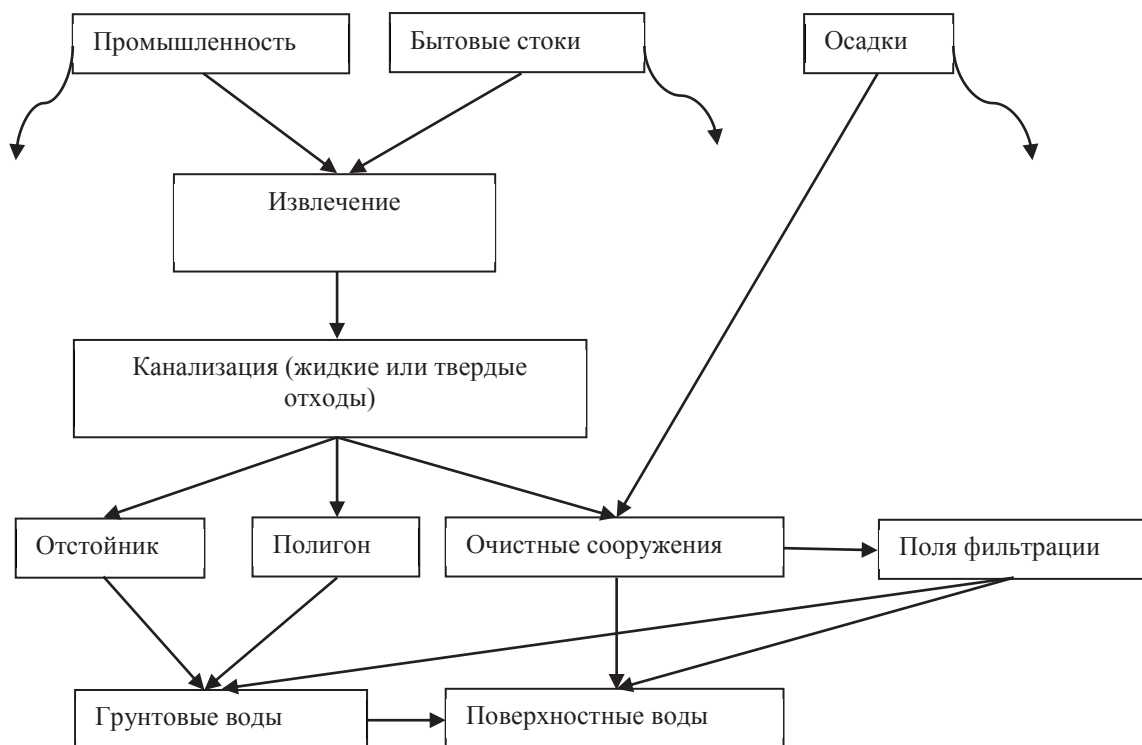 Промышленность
Бытовые стоки
Осадки
Извлечение
Канализация (жидкие или твердые
отходы)
Отстойник
Полигон
Очистные сооружения
Поля фильтрации
Грунтовые воды
Поверхностные воды